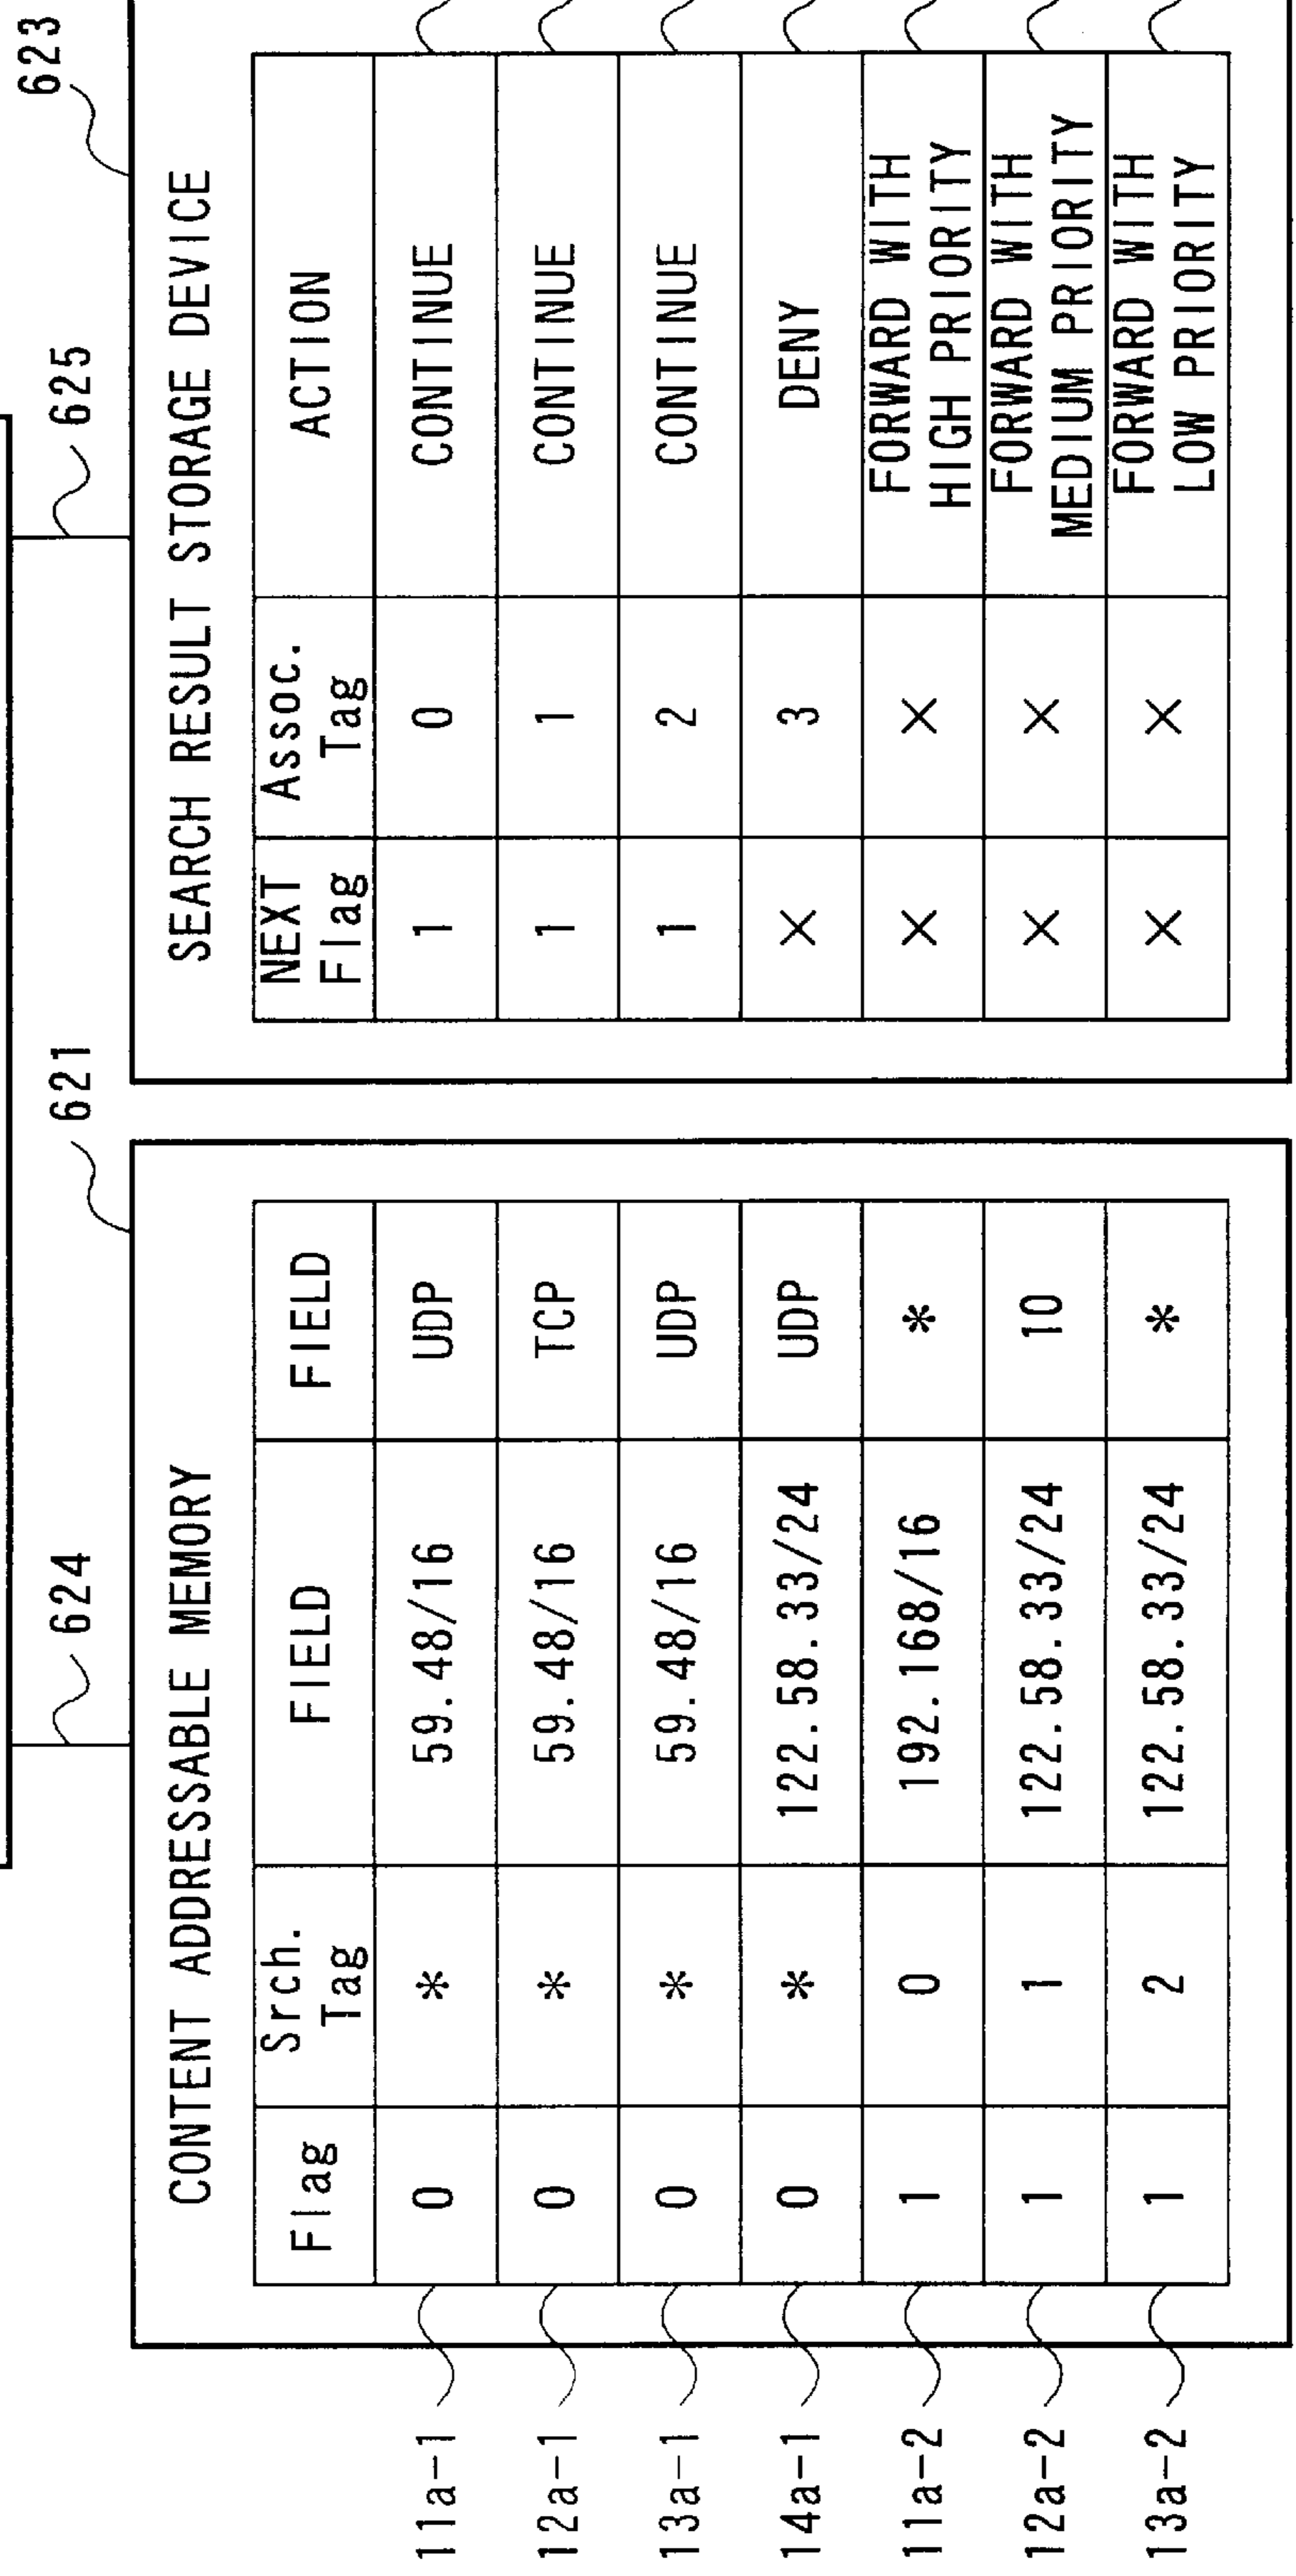 623
625
621
624
CONTENT ADDRESSABLE MEMORY
Flag Srch. Tag FIELD FIELD
11a-1 0 * 59.48/16 UDP
12a-1 0 * 59.48/16 TCP
13a-1 0 * 59.48/16 UDP
14a-1 0 * 122.58.33/24 UDP
11a-2 1 0 192.168/16 *
12a-2 1 1 122.58.33/24 10
13a-2 1 2 122.58.33/24 *
SEARCH RESULT STORAGE DEVICE
NEXT Flag Assoc. Tag ACTION
1 0 CONTINUE
1 1 CONTINUE
1 2 CONTINUE
× 3 DENY
× × FORWARD WITH HIGH PRIORITY
× × FORWARD WITH MEDIUM PRIORITY
× × FORWARD WITH LOW PRIORITY